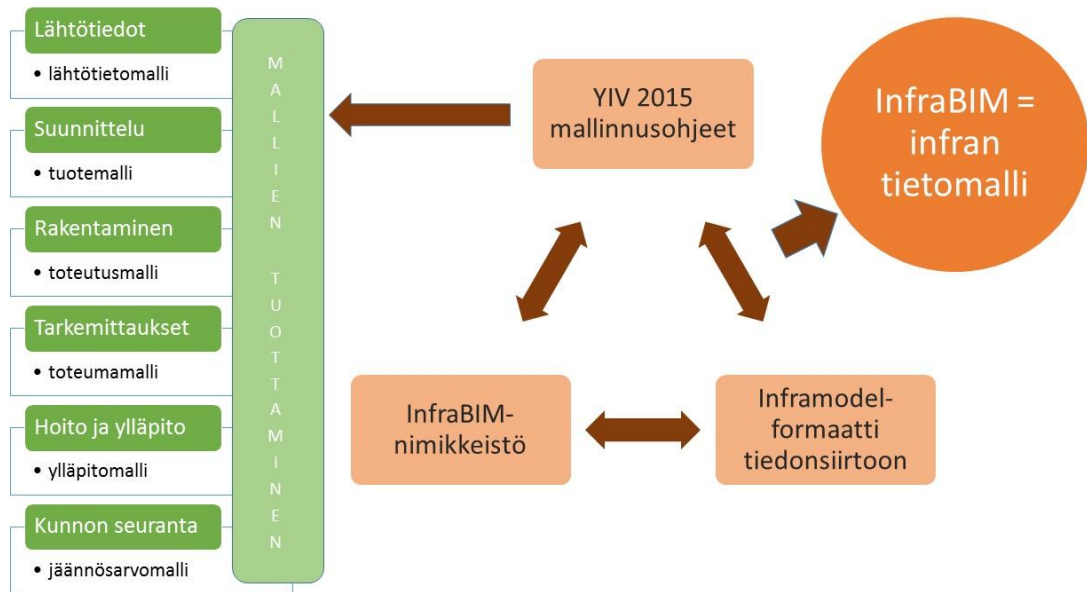 Lähtötiedot
• lähtötietomalli
Suunnittelu
• tuotemalli
Rakentaminen
• toteutusmalli
Tarkemittaukset
• toteumamalli
Hoito ja ylläpito
• ylläpitomalli
Kunnon seuranta
• jäännösarvomalli
MALLIEN TUOTTAMINEN
YIV 2015
mallinnusohjeet
InfraBIM =
infran
tietomalli
InfraBIM-
nimikkeistö
Inframodel-
formaatti
tiedonsiirtoon